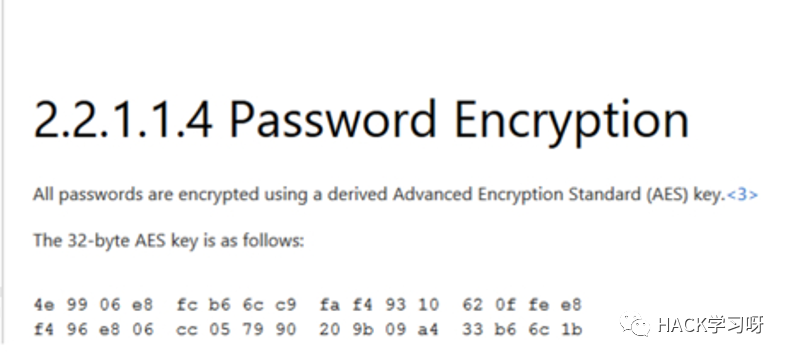 2.2.1.1.4 Password Encryption
All passwords are encrypted using a derived Advanced Encryption Standard (AES) key.<3>
The 32-byte AES key is as follows:
4e 99 06 e8  fc b6 6c c9  fa f4 93 10  62 0f fe e8
f4 96 e8 06  cc 05 79 90  20 9b 09 a4  33 b6 6c 1b
HACK学习呀